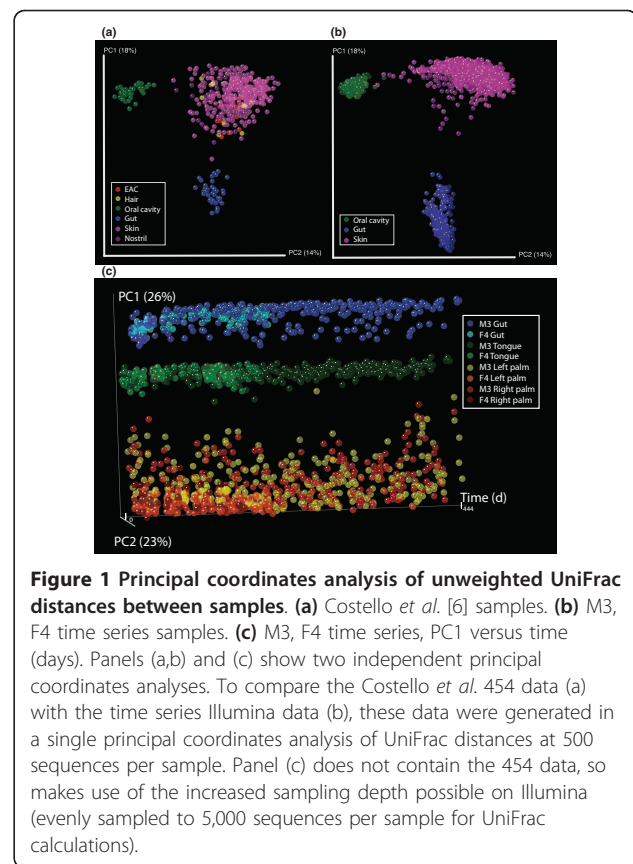 (a)
(b)
PC1 (18%)
PC1 (18%)
EAC
Hair
Oral cavity
Gut
Skin
Nostril
PC2 (14%)
Oral cavity
Gut
Skin
PC2 (14%)
(c)
PC1 (26%)
M3 Gut
F4 Gut
M3 Tongue
F4 Tongue
M3 Left palm
F4 Left palm
M3 Right palm
F4 Right palm
Time (d)
0
444
PC2 (23%)
Figure 1 Principal coordinates analysis of unweighted UniFrac
distances between samples. (a) Costello et al. [6] samples. (b) M3,
F4 time series samples. (c) M3, F4 time series, PC1 versus time
(days). Panels (a,b) and (c) show two independent principal
coordinates analyses. To compare the Costello et al. 454 data (a)
with the time series Illumina data (b), these data were generated in
a single principal coordinates analysis of UniFrac distances at 500
sequences per sample. Panel (c) does not contain the 454 data, so
makes use of the increased sampling depth possible on Illumina
(evenly sampled to 5,000 sequences per sample for UniFrac
calculations).